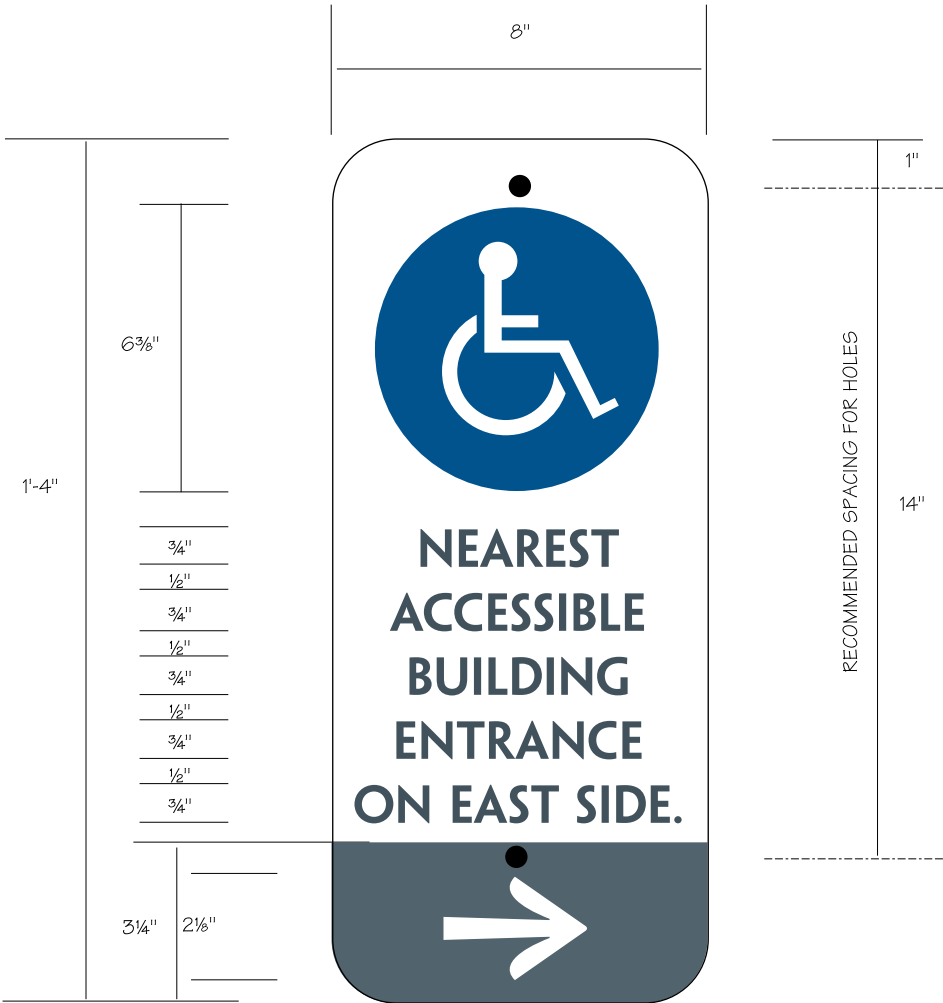 8"
1"
6⅜"
RECOMMENDED SPACING FOR HOLES
1'-4"
14"
NEAREST
ACCESSIBLE
BUILDING
ENTRANCE
ON EAST SIDE.
¾"
½"
¾"
½"
¾"
½"
¾"
½"
¾"
3¼"
2⅛"